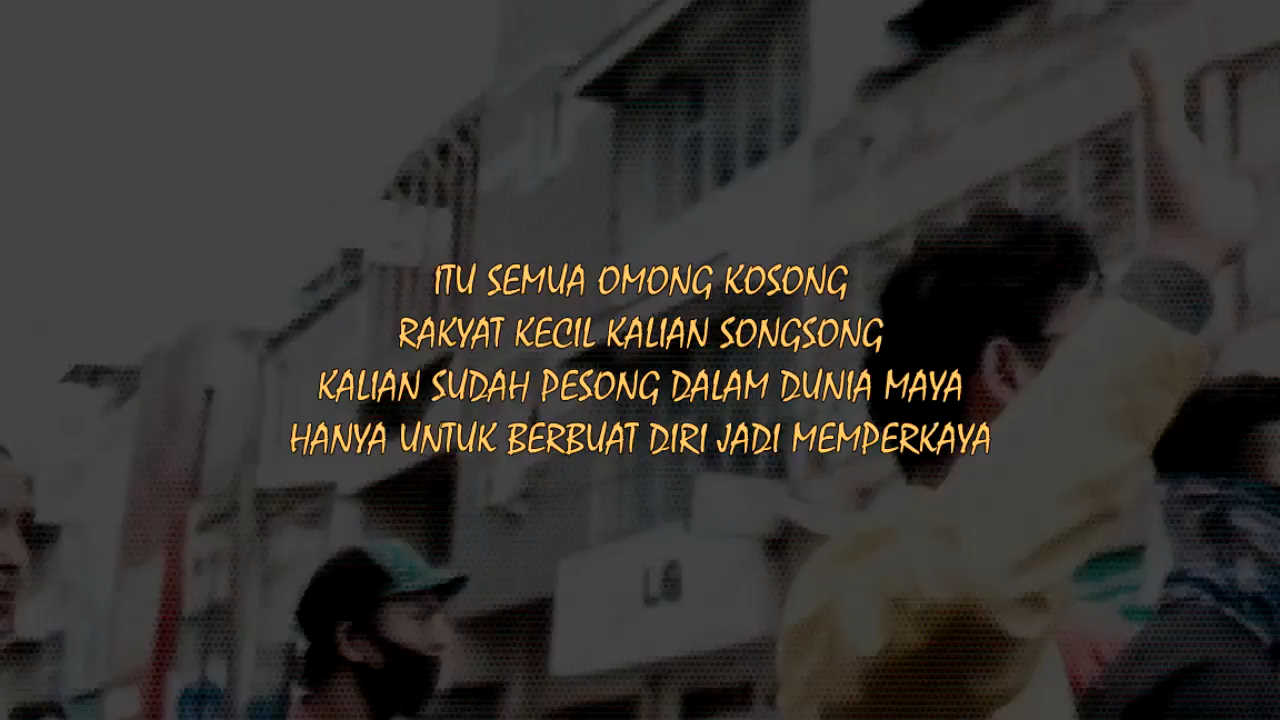 ITU SEMUA OMONG KOSONG
RAKYAT KECIL KALIAN SONGSONG
KALIAN SUDAH PESONG DALAM DUNIA MAYA
HANYA UNTUK BERBUAT DIRI JADI MEMPERKAYA
LG